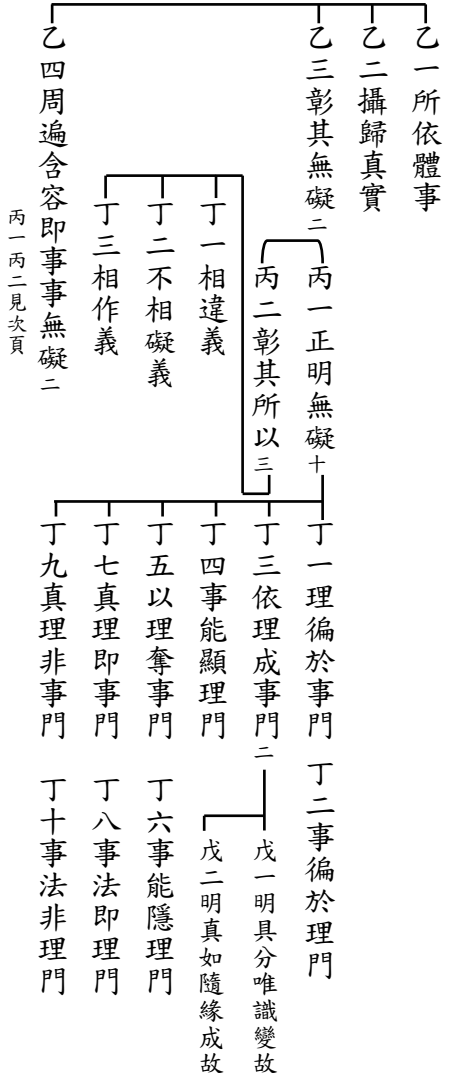 乙一所依體事
乙二攝歸真實
乙三彰其無礙二
丙一正明無礙十
丁一理徧於事門
丁二事徧於理門
丁三依理成事門二
戊一明具分唯識變故
戊二明真如隨緣成故
丁四事能顯理門
丁五以理奪事門
丁六事能隱理門
丁七真理即事門
丁八事法即理門
丁九真理非事門
丁十事法非理門
丙二彰其所以三
丁一相違義
丁二不相礙義
丁三相作義
乙四周遍含容即事事無礙二
丙一丙二見次頁